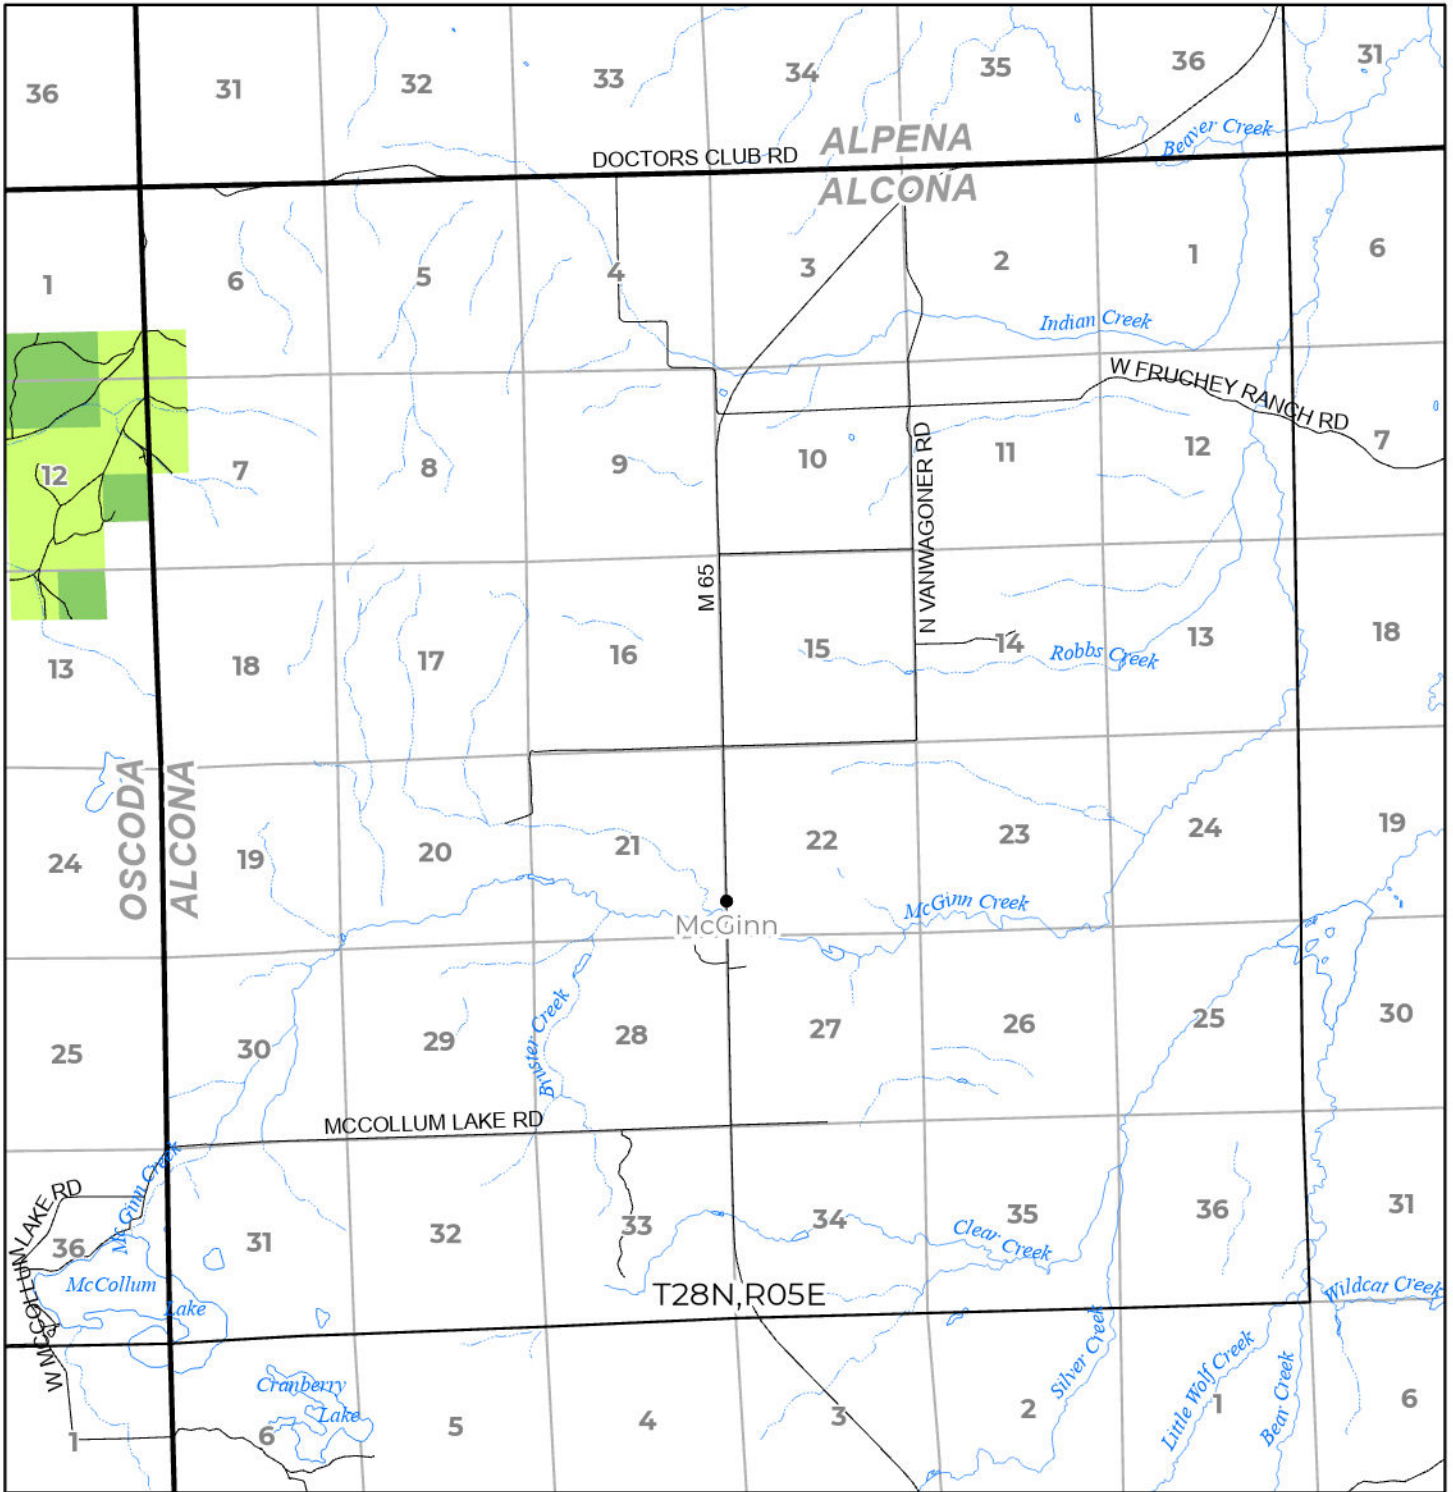 36
31
32
33
34
35
36
31
Beaver Creek
DOCTORS CLUB RD
ALPENA
ALCONA
1
6
5
4
3
2
1
6
Indian Creek
W FRUCHEY RANCH RD
12
7
8
9
10
11
12
7
N VANWAGONER RD
M 65
13
18
17
16
15
14
13
18
Robbs Creek
OSCODA
ALCONA
24
19
20
21
22
23
24
19
McGinn Creek
McGinn
25
30
29
28
27
26
25
30
Bruster Creek
MCCOLLUM LAKE RD
McGinn Creek
W MCCOLLUM LAKE RD
36
31
32
33
34
35
36
31
Clear Creek
McCollum
Lake
T28N,R05E
Wildcat Creek
Silver Creek
Little Wolf Creek
Bear Creek
Cranberry
Lake
1
6
5
4
3
2
1
6